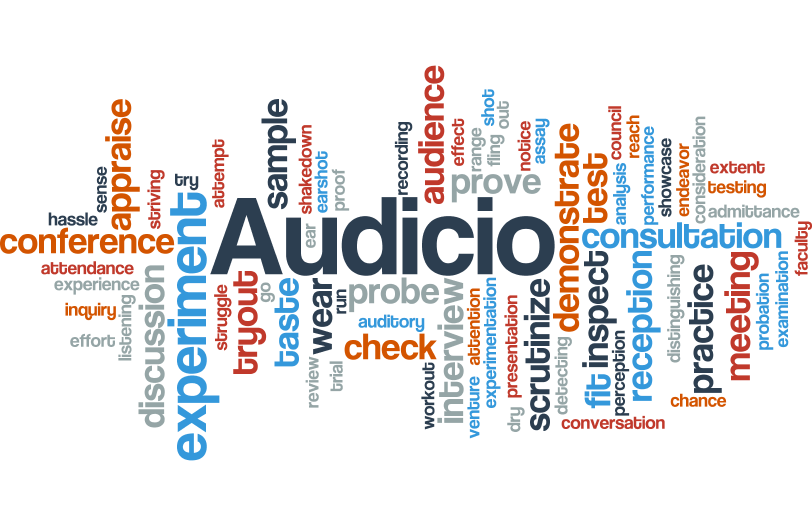 Audicio
experiment
conference
appraise
sense
hassle
striving
try
attempt
attendance
experience
inquiry
effort
listening
discussion
struggle
tryout
go
taste
sample
shakedown
earshot
proof
ear
wear
run
review
trial
auditory
probe
check
recording
audience
effect
range
fling
shot
out
prove
notice
assay
interview
workout
attention
venture
experimentation
presentation
dry
scrutinize
detecting
demonstrate
test
council
analysis
reach
performance
showcase
endeavor
consideration
extent
testing
admittance
consultation
faculty
inspect
fit
perception
reception
conversation
distinguishing
practice
chance
meeting
probation
examination